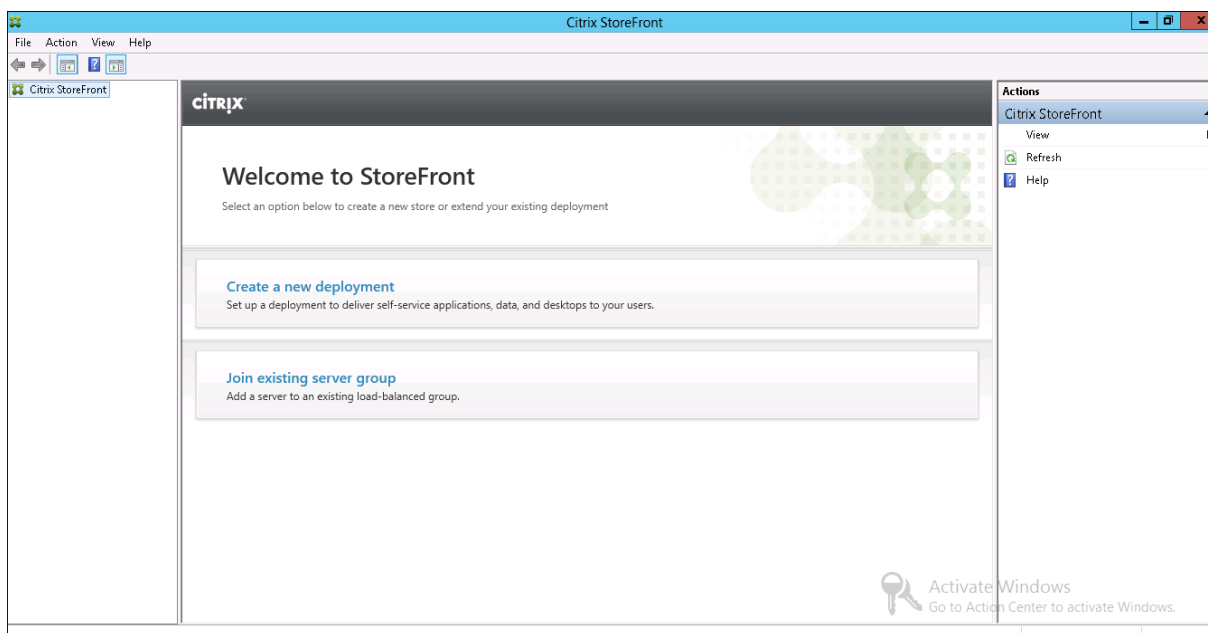 Citrix StoreFront
File Action View Help
Citrix StoreFront
CITRIX
Welcome to StoreFront
Select an option below to create a new store or extend your existing deployment
Create a new deployment
Set up a deployment to deliver self-service applications, data, and desktops to your users.
Join existing server group
Add a server to an existing load-balanced group.
Actions
Citrix StoreFront
View
Refresh
Help
Activate Windows
Go to Action Center to activate Windows.